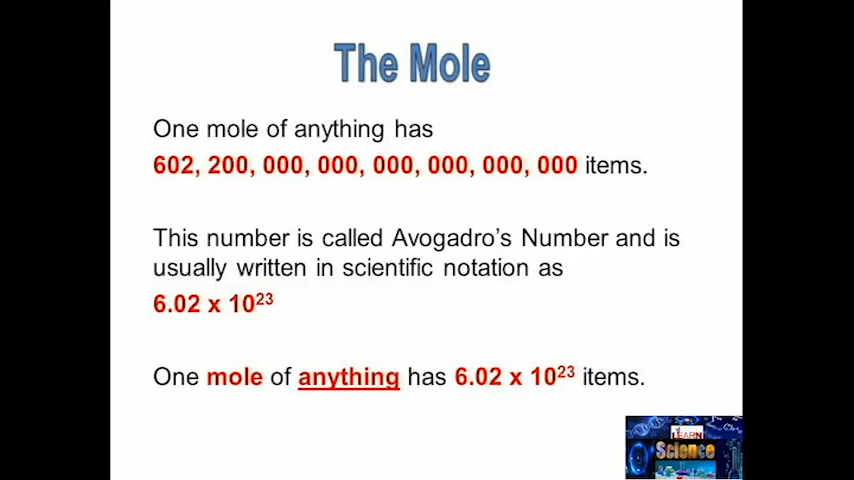 The Mole
One mole of anything has
602, 200, 000, 000, 000, 000, 000, 000 items.
This number is called Avogadro's Number and is
usually written in scientific notation as
6.02 x 10²³
One mole of anything has 6.02 x 10²³ items.
LEARN
Science